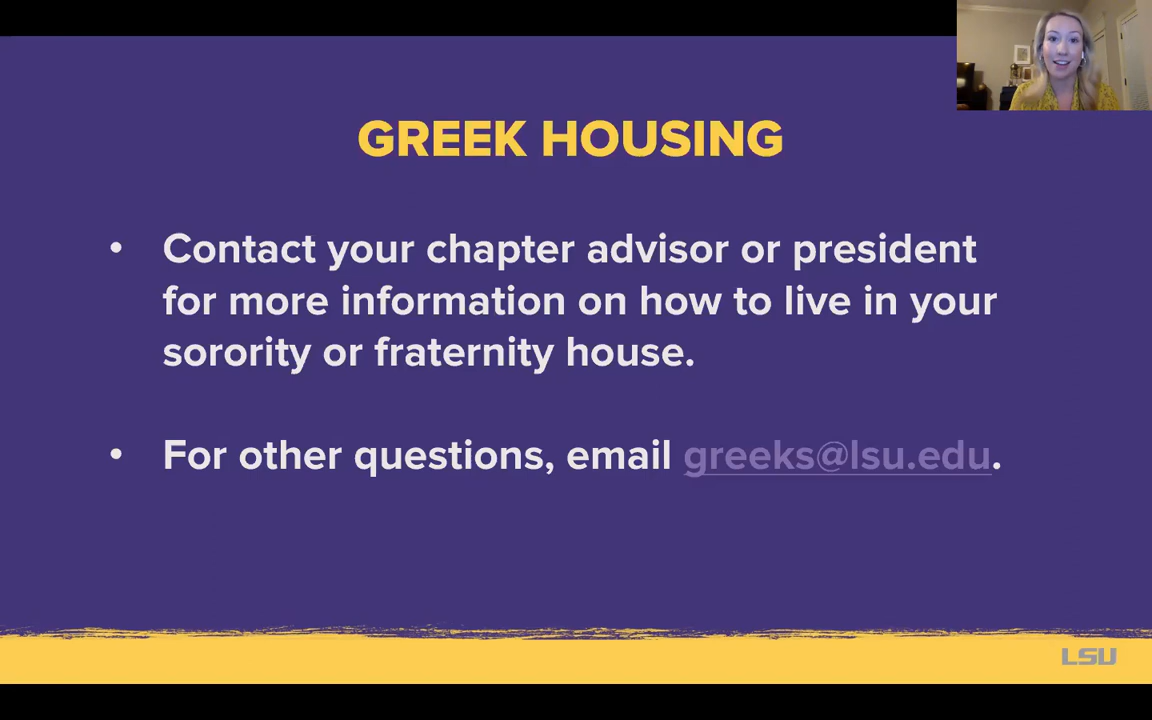 GREEK HOUSING
• Contact your chapter advisor or president
for more information on how to live in your
sorority or fraternity house.
• For other questions, email greeks@lsu.edu.
LSU